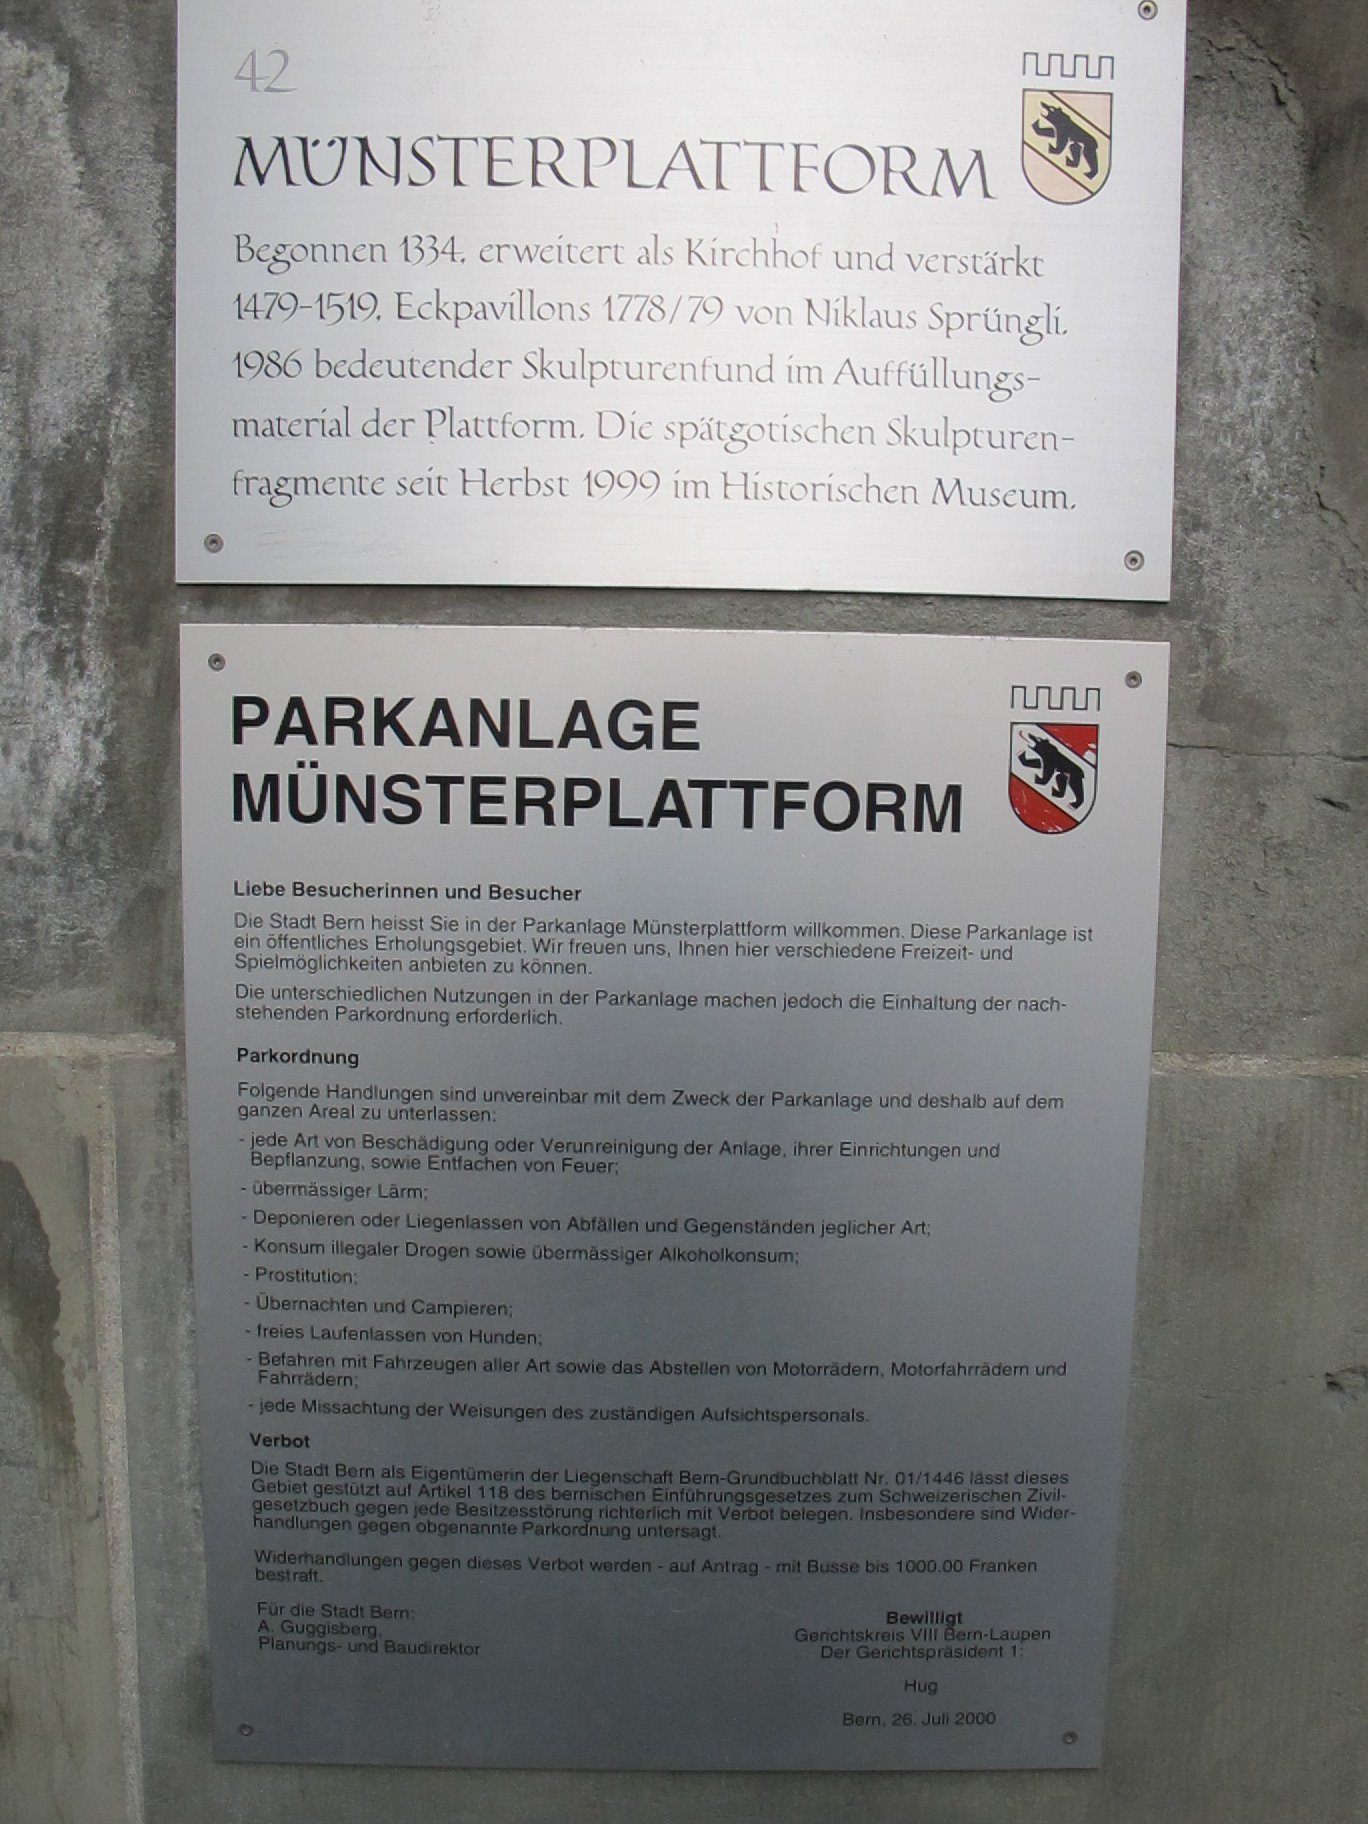 42
MÜNSTERPLATTFORM
Begonnen 1334, erweitert als Kirchhof und verstärkt
1479-1519. Eckpavillons 1778/79 von Niklaus Sprüngli.
1986 bedeutender Skulpturenfund im Auffüllungs-
material der Plattform. Die spätgotischen Skulpturen-
fragmente seit Herbst 1999 im Historischen Museum.
PARKANLAGE
MÜNSTERPLATTFORM
Liebe Besucherinnen und Besucher
Die Stadt Bern heisst Sie in der Parkanlage Münsterplattform willkommen. Diese Parkanlage ist
ein öffentliches Erholungsgebiet. Wir freuen uns, Ihnen hier verschiedene Freizeit- und
Spielmöglichkeiten anbieten zu können.
Die unterschiedlichen Nutzungen in der Parkanlage machen jedoch die Einhaltung der nach-
stehenden Parkordnung erforderlich.
Parkordnung
Folgende Handlungen sind unvereinbar mit dem Zweck der Parkanlage und deshalb auf dem
ganzen Areal zu unterlassen:
- jede Art von Beschädigung oder Verunreinigung der Anlage, ihrer Einrichtungen und
Bepflanzung, sowie Entfachen von Feuer;
- übermässiger Lärm;
- Deponieren oder Liegenlassen von Abfällen und Gegenständen jeglicher Art;
- Konsum illegaler Drogen sowie übermässiger Alkoholkonsum;
- Prostitution;
- Übernachten und Campieren;
- freies Laufenlassen von Hunden;
- Befahren mit Fahrzeugen aller Art sowie das Abstellen von Motorrädern, Motorfahrrädern und
Fahrrädern;
- jede Missachtung der Weisungen des zuständigen Aufsichtspersonals.
Verbot
Die Stadt Bern als Eigentümerin der Liegenschaft Bern-Grundbuchblatt Nr. 01/1446 lässt dieses
Gebiet gestützt auf Artikel 118 des bernischen Einführungsgesetzes zum Schweizerischen Zivil-
gesetzbuch gegen jede Besitzesstörung richterlich mit Verbot belegen. Insbesondere sind Wider-
handlungen gegen obgenannte Parkordnung untersagt.
Widerhandlungen gegen dieses Verbot werden - auf Antrag - mit Busse bis 1000.00 Franken
bestraft.
Für die Stadt Bern:
A. Guggisberg,
Planungs- und Baudirektor
Bewilligt
Gerichtskreis VIII Bern-Laupen
Der Gerichtspräsident 1:
Hug
Bern, 26. Juli 2000